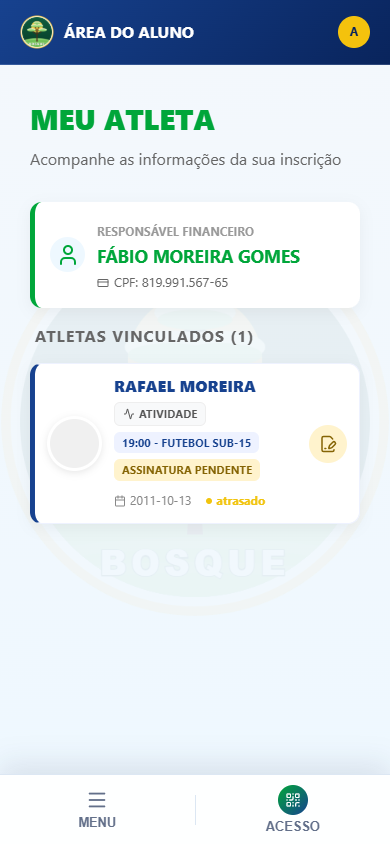 ÁREA DO ALUNO
A
MEU ATLETA
Acompanhe as informações da sua inscrição
RESPONSÁVEL FINANCEIRO
FÁBIO MOREIRA GOMES
CPF: 819.991.567-65
ATLETAS VINCULADOS (1)
RAFAEL MOREIRA
ATIVIDADE
19:00 - FUTEBOL SUB-15
ASSINATURA PENDENTE
2011-10-13 • atrasado
BOSQUE
MENU
ACESSO